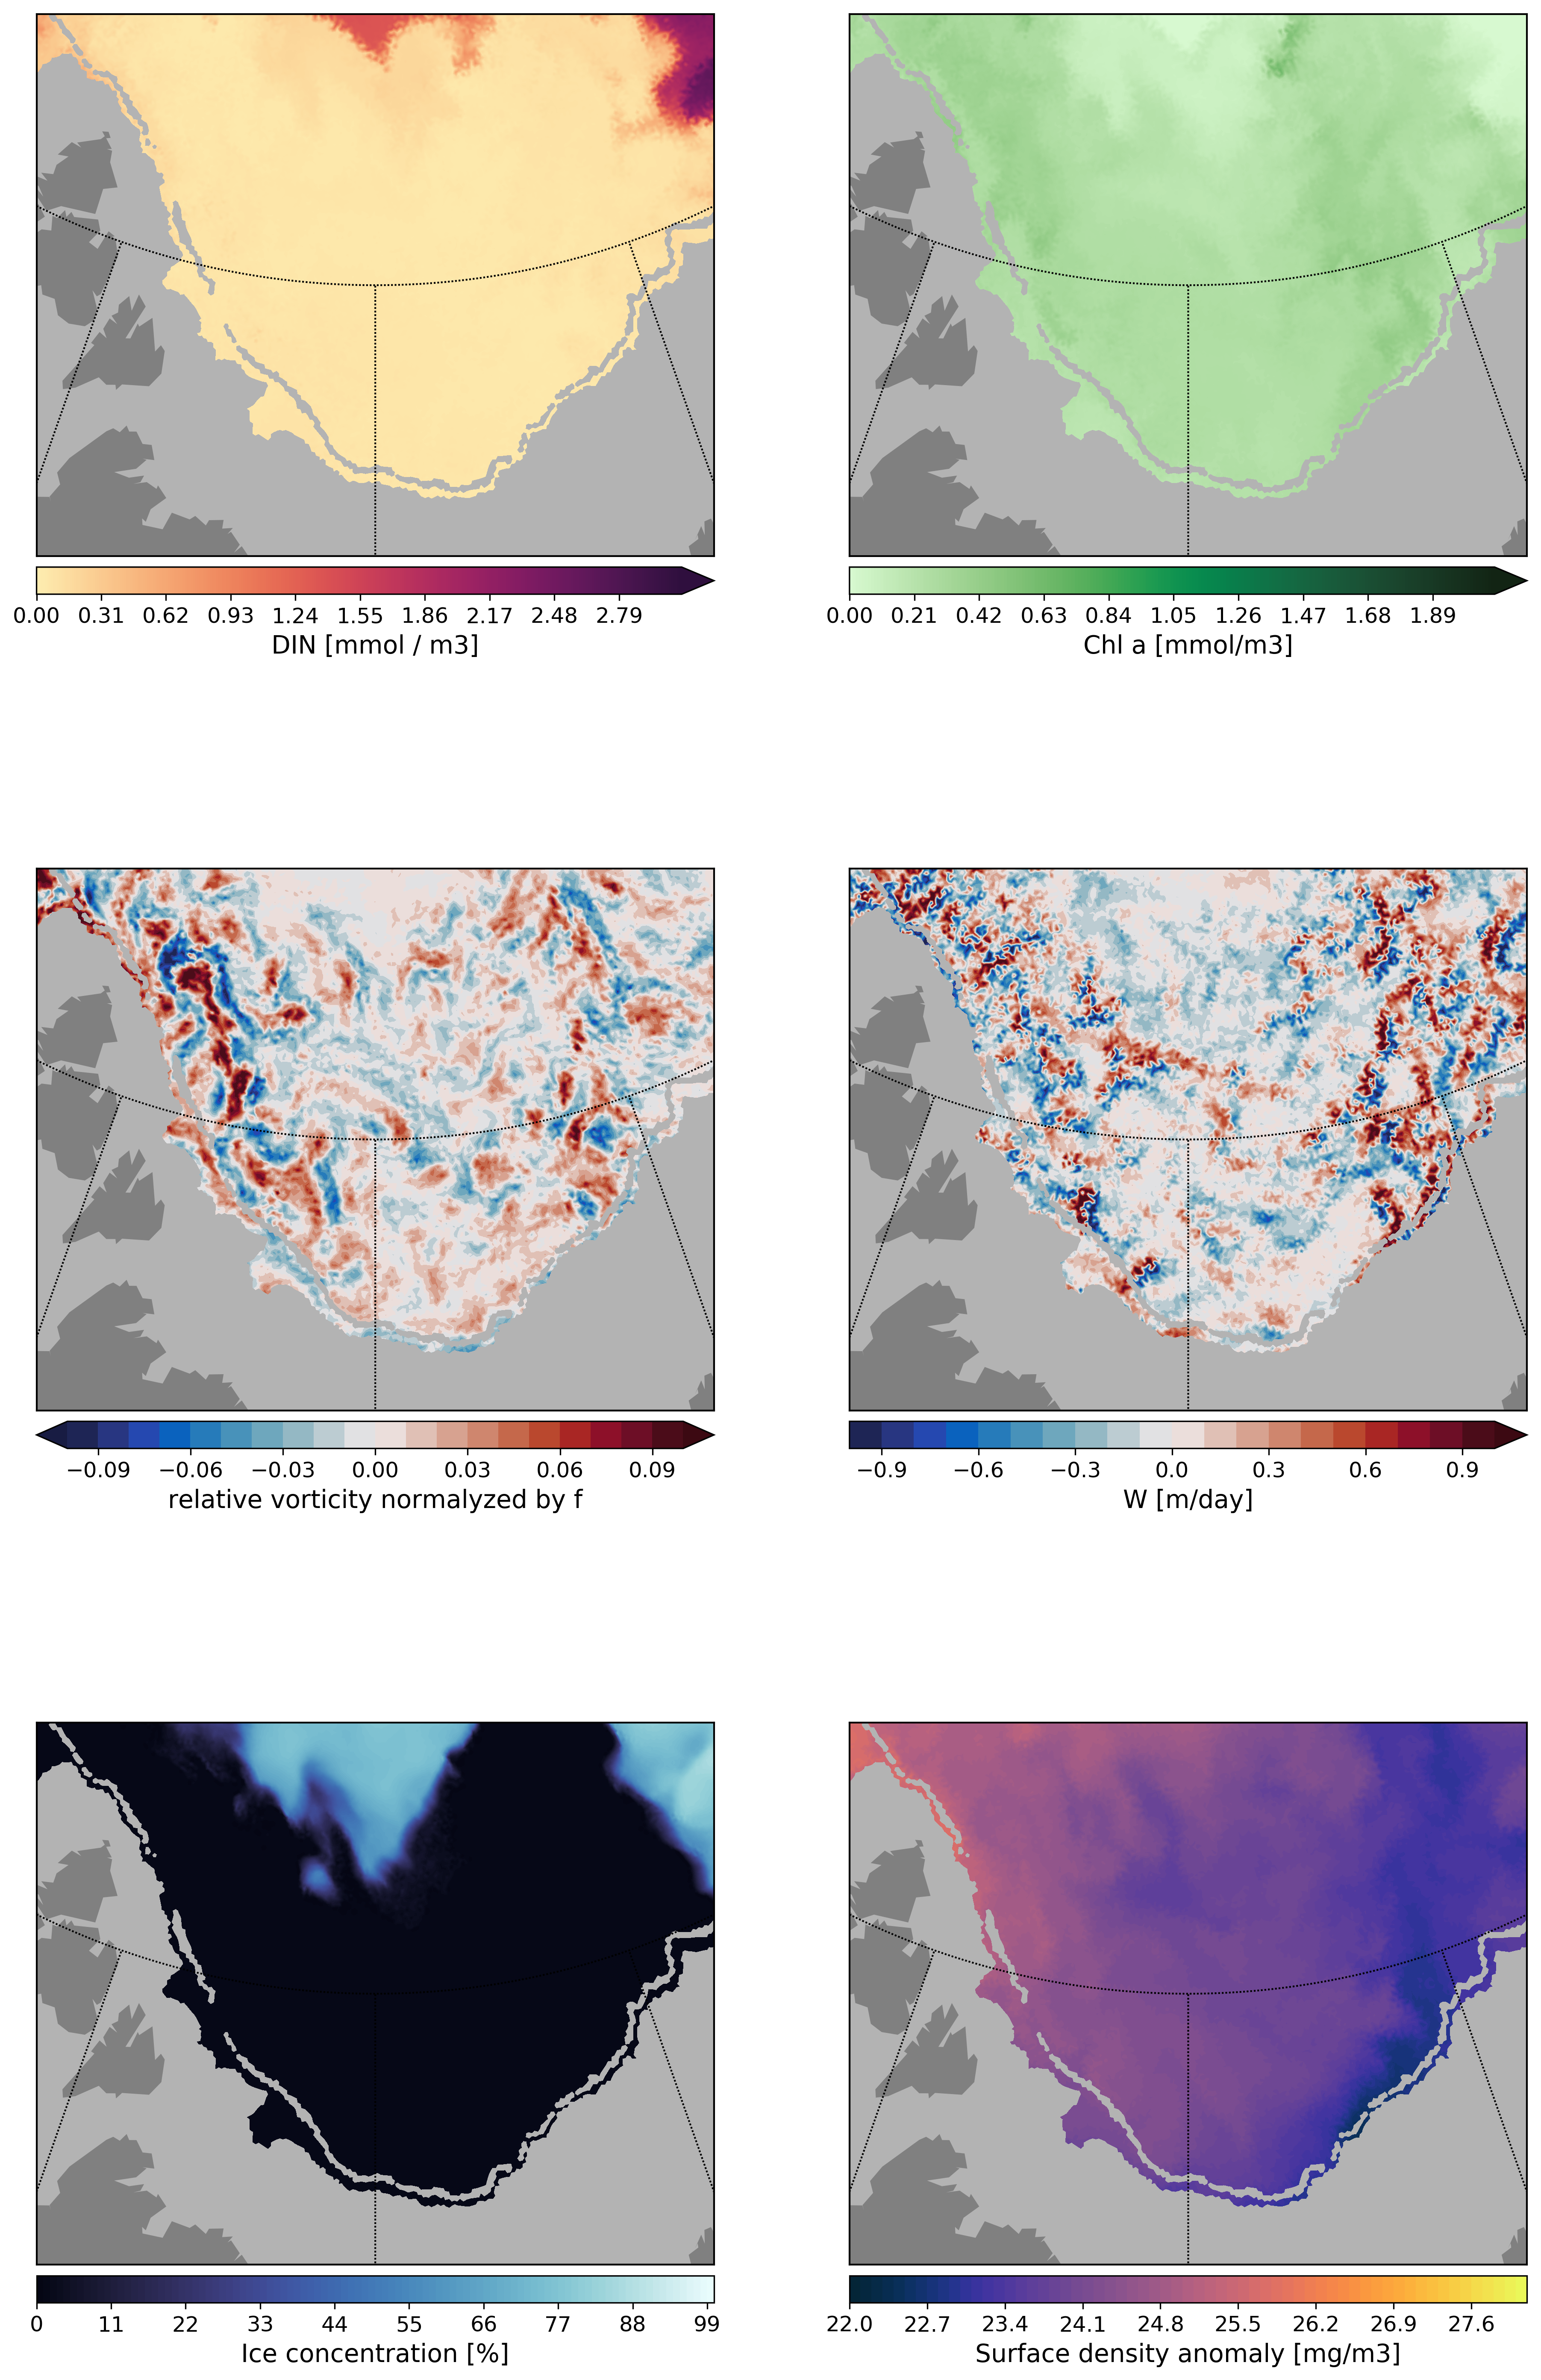 0.00 0.31 0.62 0.93 1.24 1.55 1.86 2.17 2.48 2.79
DIN [mmol / m3]
0.00 0.21 0.42 0.63 0.84 1.05 1.26 1.47 1.68 1.89
Chl a [mmol/m3]
−0.09 −0.06 −0.03 0.00 0.03 0.06 0.09
relative vorticity normalyzed by f
−0.9 −0.6 −0.3 0.0 0.3 0.6 0.9
W [m/day]
0 11 22 33 44 55 66 77 88 99
Ice concentration [%]
22.0 22.7 23.4 24.1 24.8 25.5 26.2 26.9 27.6
Surface density anomaly [mg/m3]